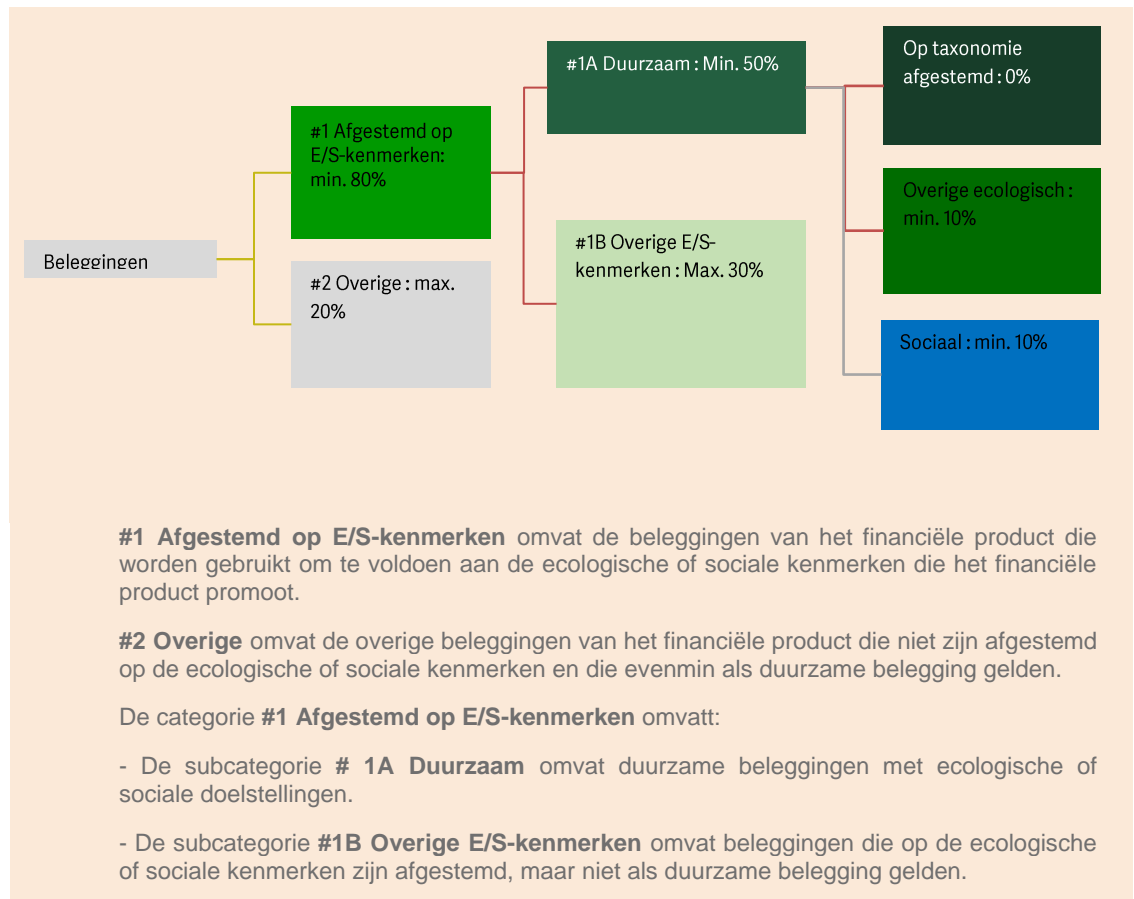 Beleggingen
#1 Afgestemd op
E/S-kenmerken:
min. 80%
#2 Overige : max.
20%
#1A Duurzaam : Min. 50%
#1B Overige E/S-
kenmerken : Max. 30%
Op taxonomie
afgestemd : 0%
Overige ecologisch :
min. 10%
Sociaal : min. 10%
#1 Afgestemd op E/S-kenmerken omvat de beleggingen van het financiële product die
worden gebruikt om te voldoen aan de ecologische of sociale kenmerken die het financiële
product promoot.
#2 Overige omvat de overige beleggingen van het financiële product die niet zijn afgestemd
op de ecologische of sociale kenmerken en die evenmin als duurzame belegging gelden.
De categorie #1 Afgestemd op E/S-kenmerken omvatt:
- De subcategorie # 1A Duurzaam omvat duurzame beleggingen met ecologische of
sociale doelstellingen.
- De subcategorie #1B Overige E/S-kenmerken omvat beleggingen die op de ecologische
of sociale kenmerken zijn afgestemd, maar niet als duurzame belegging gelden.